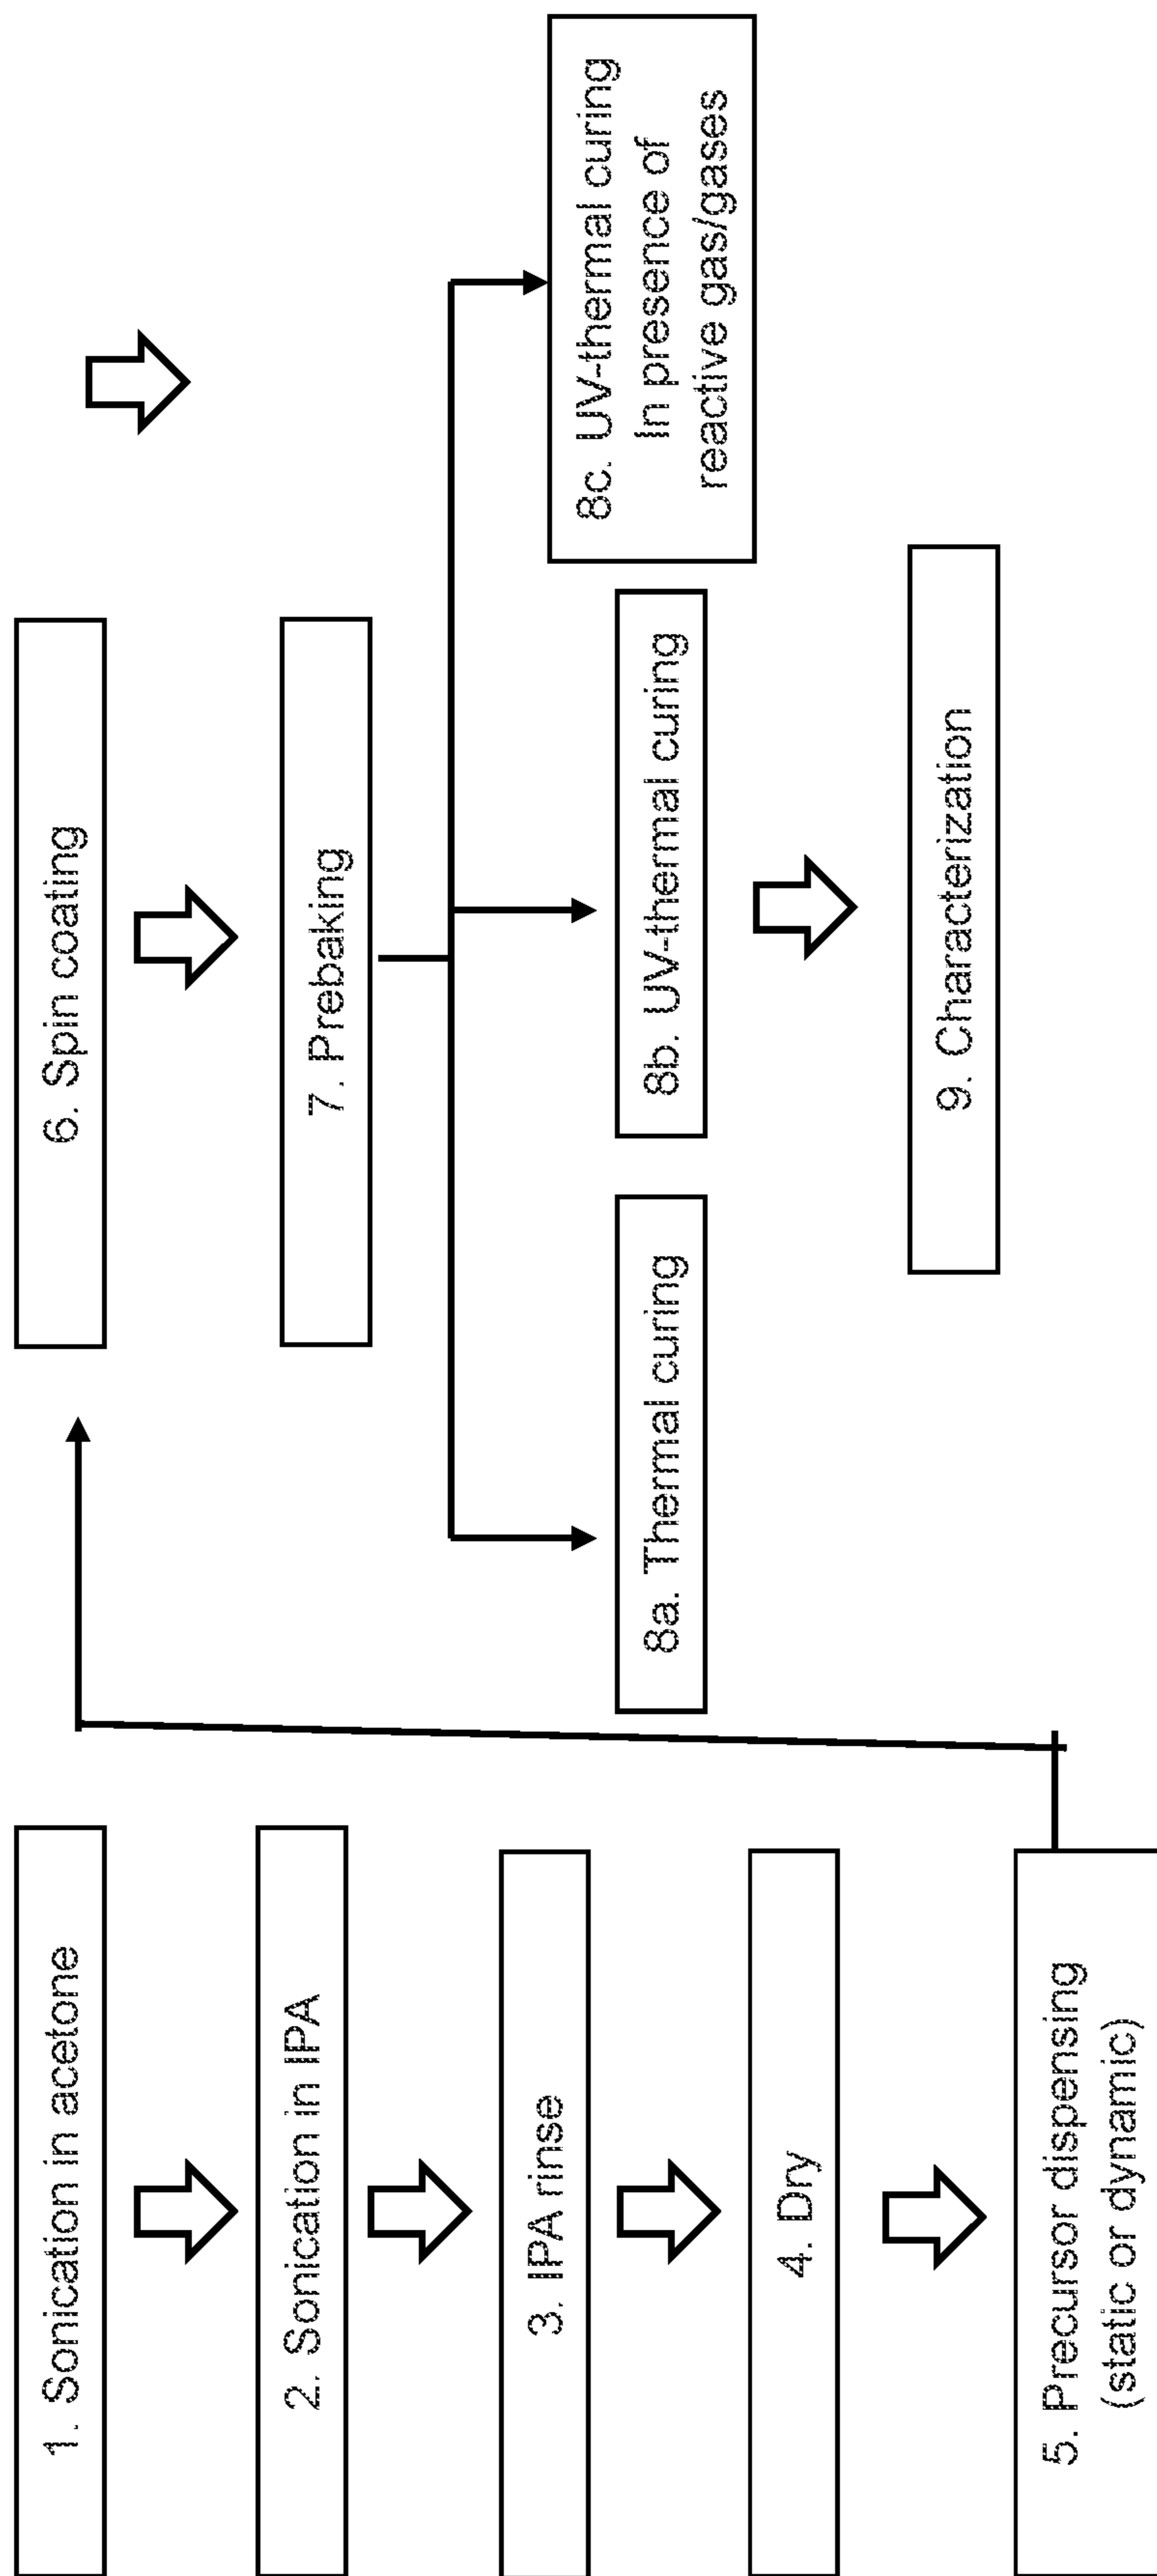 1. Sonication in acetone
2. Sonication in IPA
3. IPA rinse
4. Dry
5. Precursor dispensing
(static or dynamic)
6. Spin coating
7. Prebaking
8a. Thermal curing
8b. UV-thermal curing
8c. UV-thermal curing
In presence of
reactive gas/gases
9. Characterization